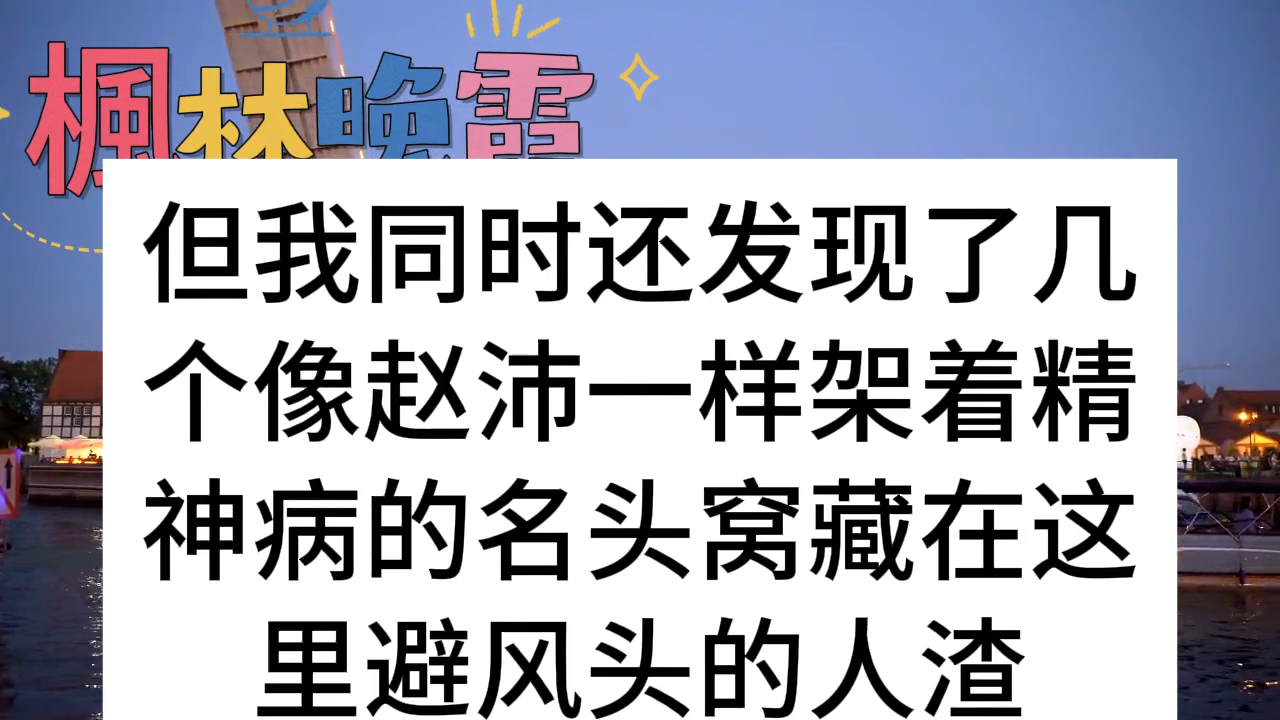 楓林晚霞
但我同时还发现了几
个像赵沛一样架着精
神病的名头窝藏在这
里避风头的人渣